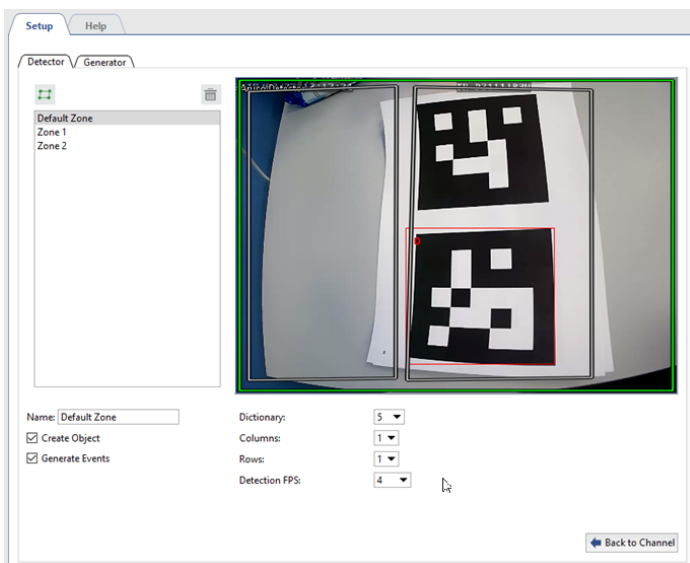 Setup Help
Detector Generator
Default Zone
Zone 1
Zone 2
Name: Default Zone
Create Object
Generate Events
Dictionary: 5
Columns: 1
Rows: 1
Detection FPS: 4
Back to Channel